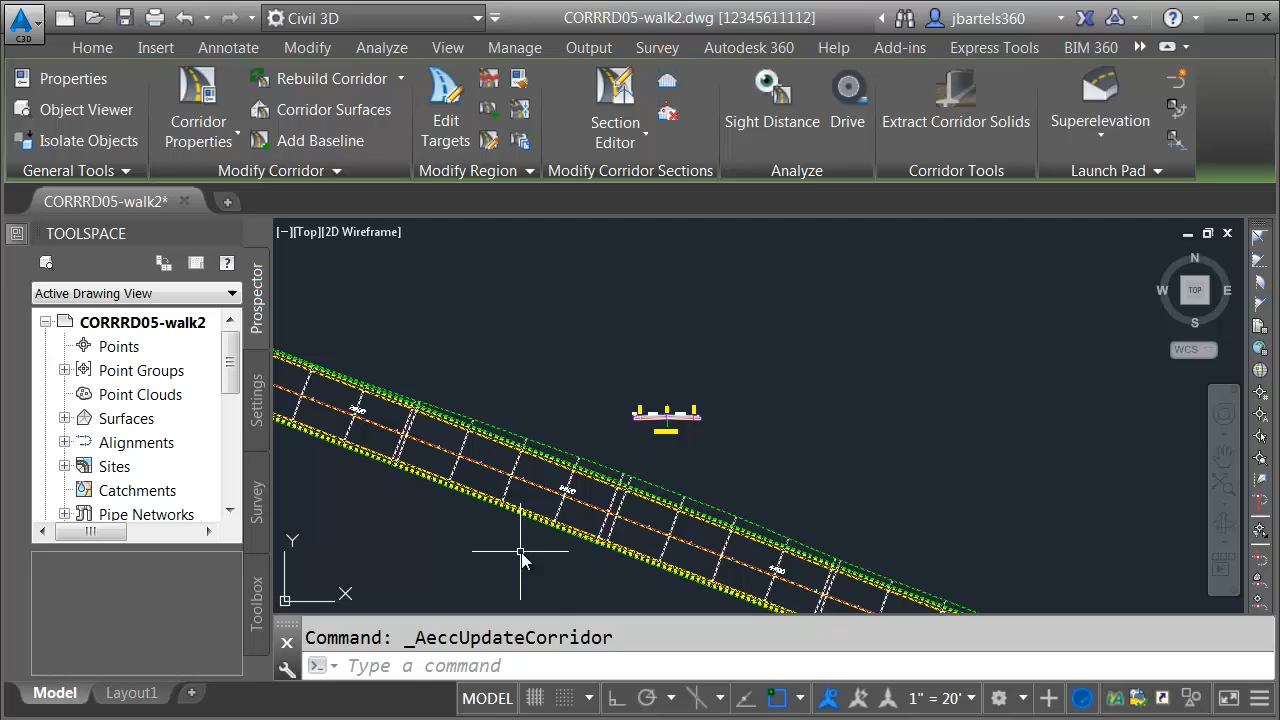 Civil 3D
CORRRD05-walk2.dwg [12345611112]
jbartels360
C3D
Home Insert Annotate Modify Analyze View Manage Output Survey Autodesk 360 Help Add-ins Express Tools BIM 360
Properties
Object Viewer
Isolate Objects
General Tools
Corridor
Properties
Rebuild Corridor
Corridor Surfaces
Add Baseline
Modify Corridor
Edit
Targets
Modify Region
Section
Editor
Modify Corridor Sections
Sight Distance
Drive
Analyze
Extract Corridor Solids
Corridor Tools
Superelevation
Launch Pad
CORRRD05-walk2*
TOOLSPACE
Active Drawing View
CORRRD05-walk2
Points
Point Groups
Point Clouds
Surfaces
Alignments
Sites
Catchments
Pipe Networks
Prospector
Settings
Survey
Toolbox
[−][Top][2D Wireframe]
N
W TOP E
S
WCS
Y
X
Command: _AeccUpdateCorridor
Type a command
Model Layout1
MODEL
1" = 20'